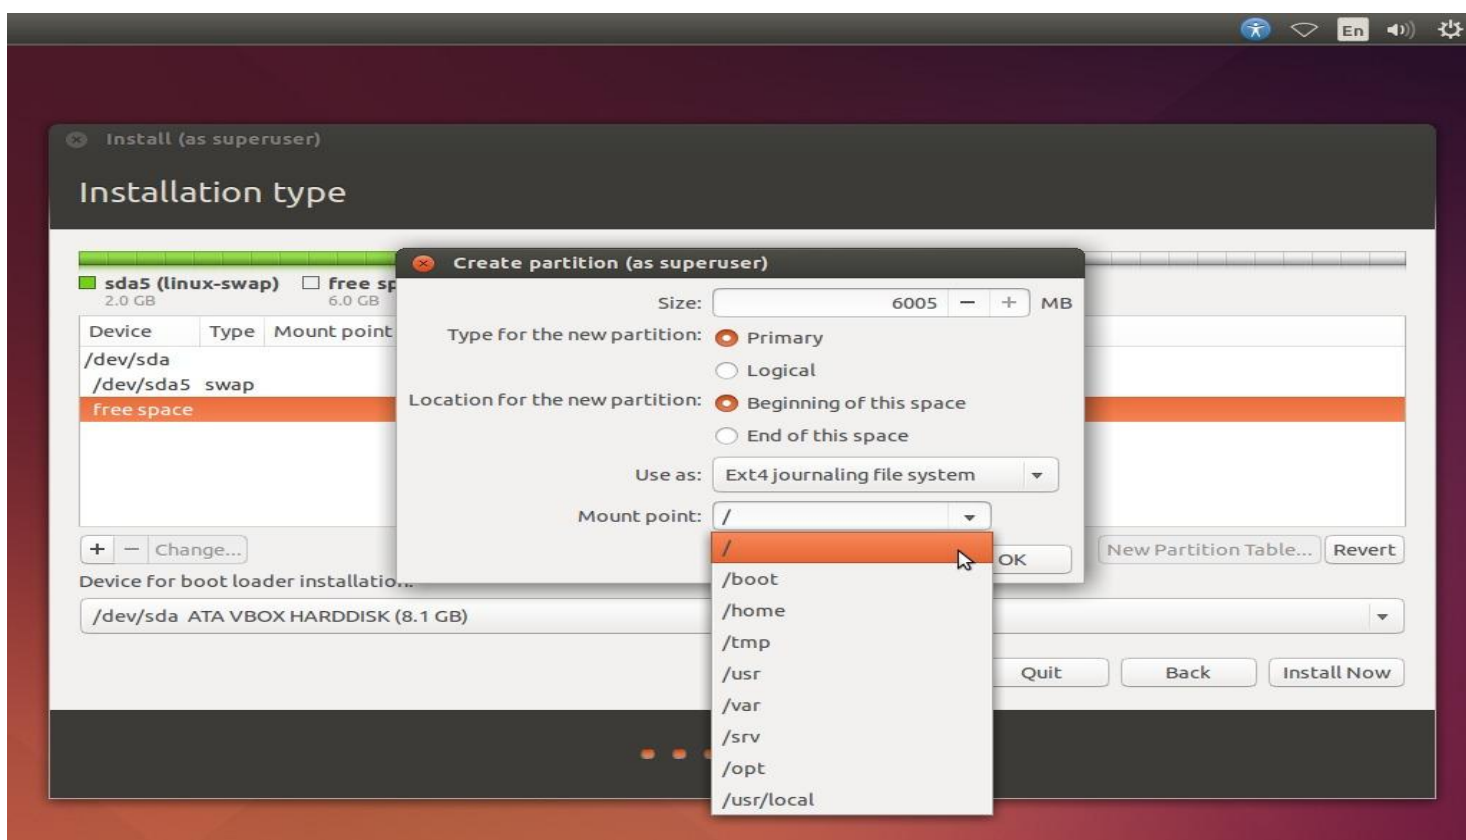 En
Install (as superuser)
Installation type
Create partition (as superuser)
sda5 (linux-swap) free sp
2.0 GB 6.0 GB
Size: 6005 − + MB
Device Type Mount point
Type for the new partition: Primary
/dev/sda
Logical
/dev/sda5 swap
Location for the new partition: Beginning of this space
free space
End of this space
Use as: Ext4 journaling file system
Mount point: /
/
+ − Change... OK New Partition Table... Revert
/boot
Device for boot loader installation:
/home
/dev/sda ATA VBOX HARDDISK (8.1 GB)
/tmp
/usr
Quit Back Install Now
/var
/srv
/opt
/usr/local